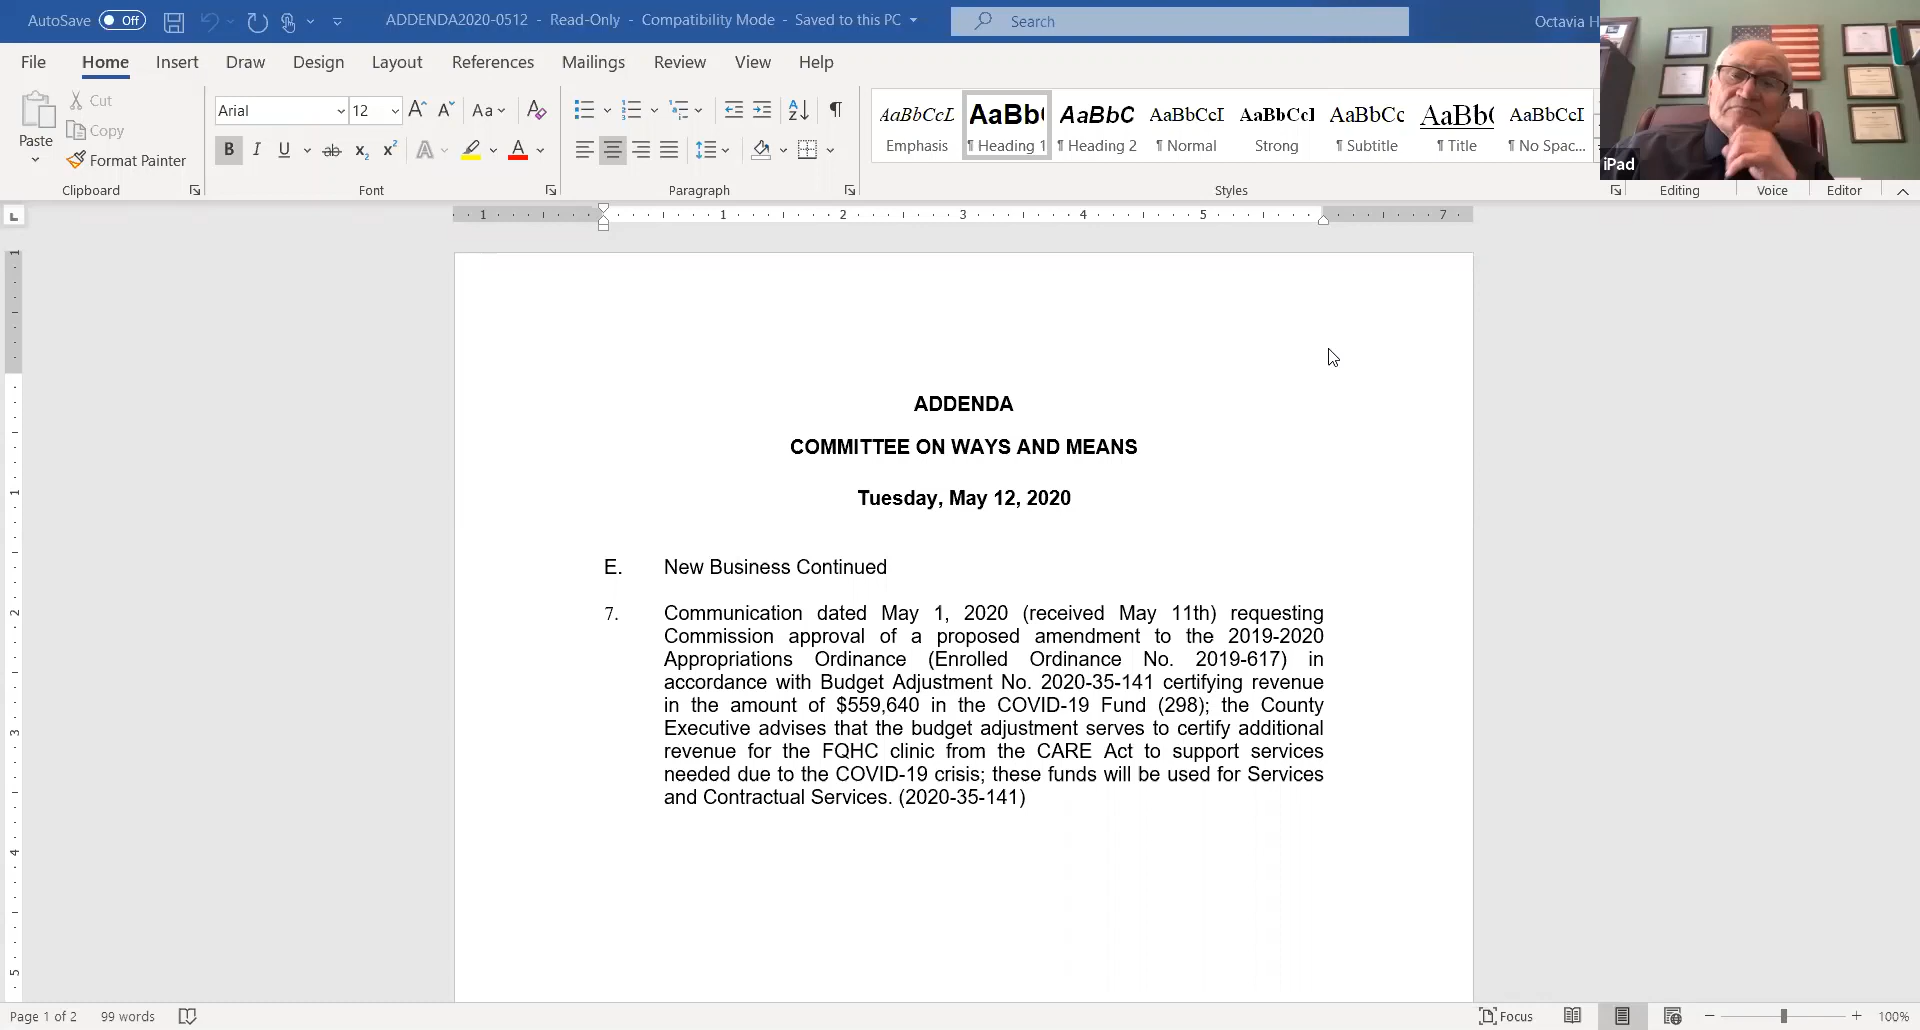 AutoSave Off ADDENDA2020-0512 - Read-Only - Compatibility Mode - Saved to this PC Search Octavia H
File Home Insert Draw Design Layout References Mailings Review View Help
Cut
Copy
Paste
Format Painter
Clipboard
Arial 12
Font
Paragraph
AaBbCcL AaBb( AaBbC AaBbCcI AaBbCcI AaBbCc AaBb( AaBbCcI
Emphasis ¶ Heading 1 ¶ Heading 2 ¶ Normal Strong ¶ Subtitle ¶ Title ¶ No Spac...
Styles Editing Voice Editor
iPad
1 1 2 3 4 5 7
ADDENDA
COMMITTEE ON WAYS AND MEANS
Tuesday, May 12, 2020
E. New Business Continued
7. Communication dated May 1, 2020 (received May 11th) requesting
Commission approval of a proposed amendment to the 2019-2020
Appropriations Ordinance (Enrolled Ordinance No. 2019-617) in
accordance with Budget Adjustment No. 2020-35-141 certifying revenue
in the amount of $559,640 in the COVID-19 Fund (298); the County
Executive advises that the budget adjustment serves to certify additional
revenue for the FQHC clinic from the CARE Act to support services
needed due to the COVID-19 crisis; these funds will be used for Services
and Contractual Services. (2020-35-141)
Page 1 of 2 99 words Focus 100%